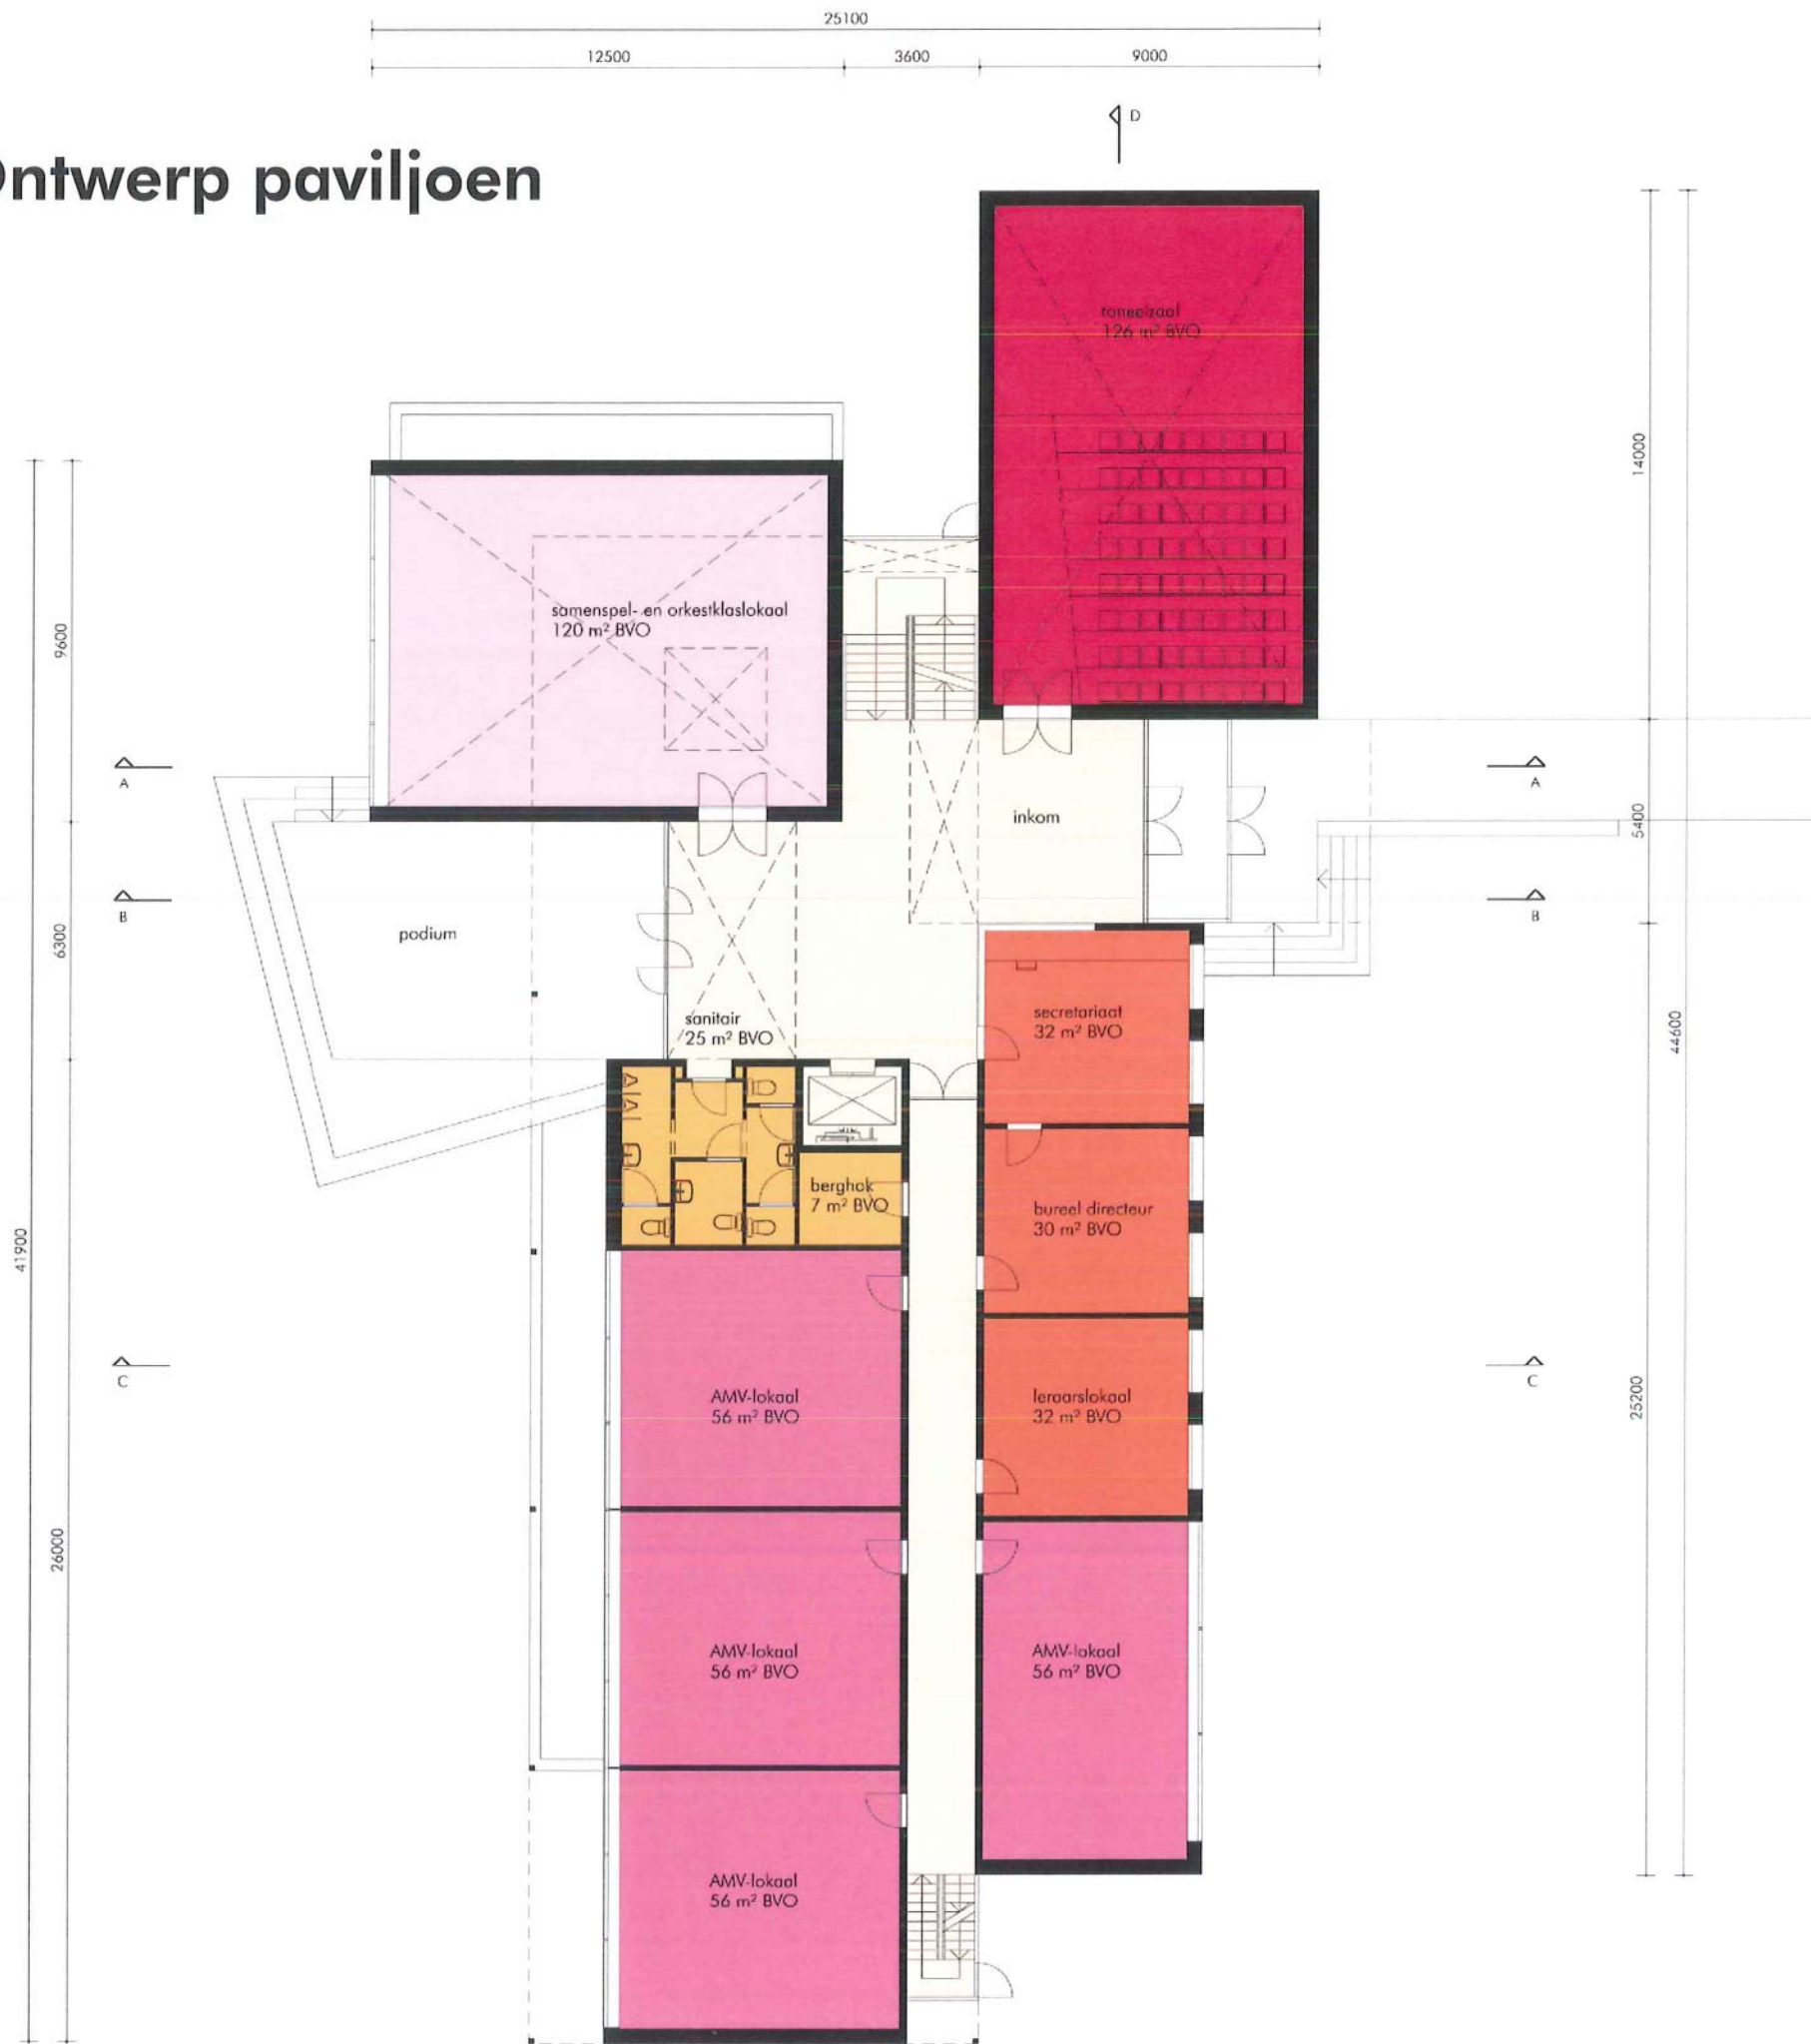 25100
12500 3600 9000
D
Ontwerp paviljoen
toneelzaal
126 m² BVO
14000
samenspel- en orkestklaslokaal
120 m² BVO
9600
A
A
inkom
5400
B
B
podium
6300
sanitair
25 m² BVO
secretariaat
32 m² BVO
44600
berghok
7 m² BVO
bureel directeur
30 m² BVO
41900
C
C
AMV-lokaal
56 m² BVO
leraarslokaal
32 m² BVO
25200
26000
AMV-lokaal
56 m² BVO
AMV-lokaal
56 m² BVO
AMV-lokaal
56 m² BVO